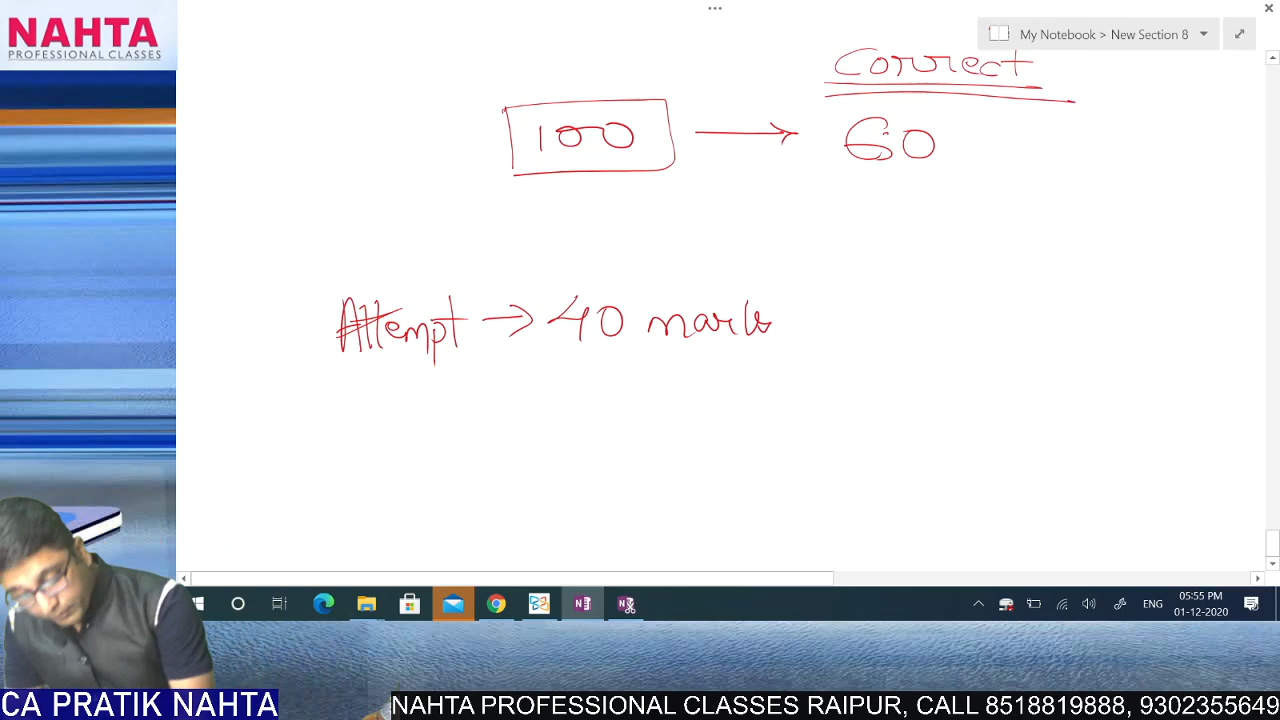 NAHTA
PROFESSIONAL CLASSES
My Notebook > New Section 8
Correct
100 → 60
Attempt → 40 marks
ENG
05:55 PM
01-12-2020
CA PRATIK NAHTA
NAHTA PROFESSIONAL CLASSES RAIPUR, CALL 8518819888, 9302355649